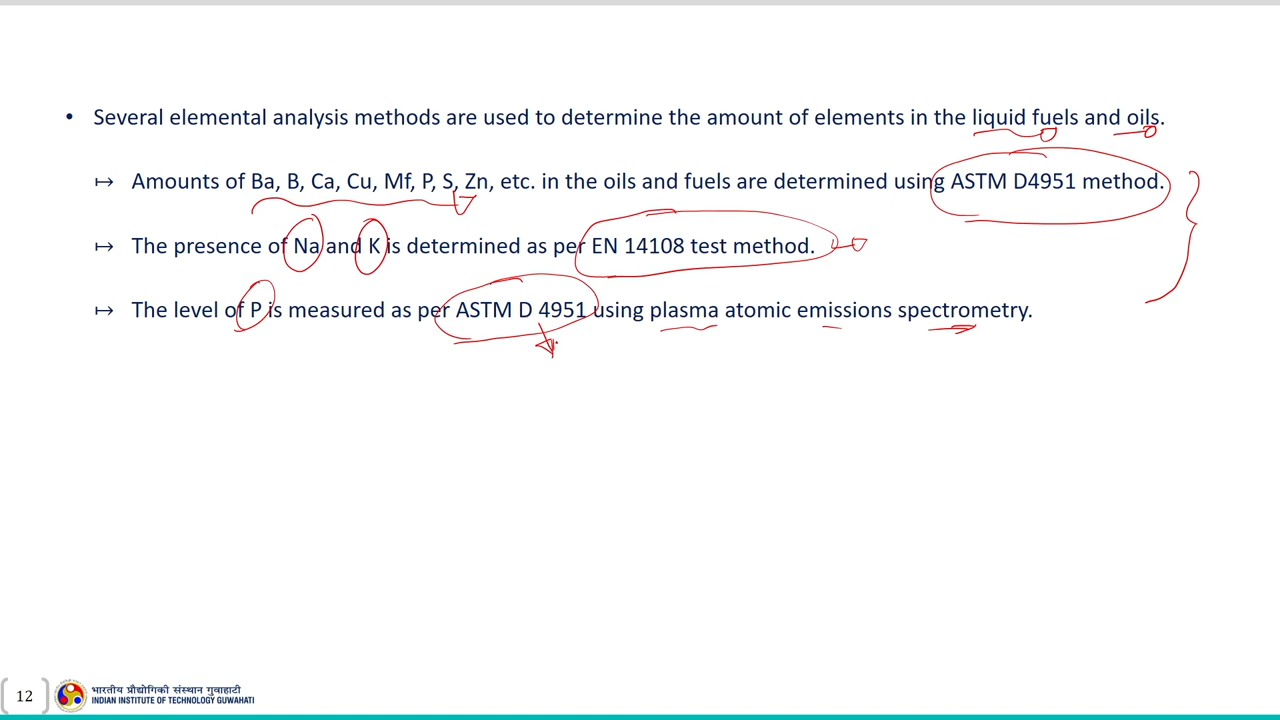 • Several elemental analysis methods are used to determine the amount of elements in the liquid fuels and oils.
↦ Amounts of Ba, B, Ca, Cu, Mf, P, S, Zn, etc. in the oils and fuels are determined using ASTM D4951 method.
↦ The presence of Na and K is determined as per EN 14108 test method.
↦ The level of P is measured as per ASTM D 4951 using plasma atomic emissions spectrometry.
12
भारतीय प्रौद्योगिकी संस्थान गुवाहाटी
INDIAN INSTITUTE OF TECHNOLOGY GUWAHATI